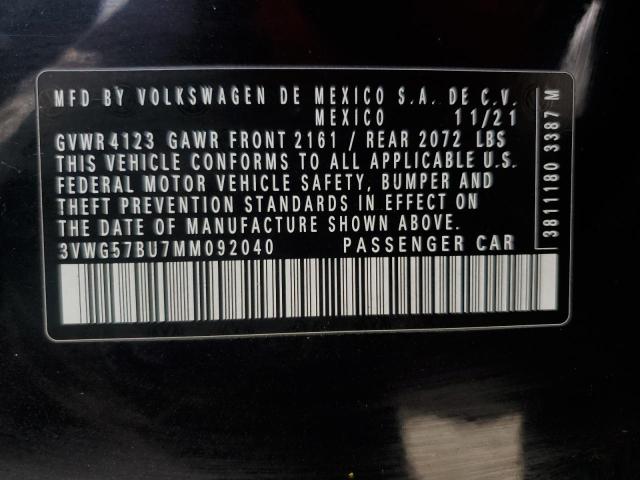 MFD BY VOLKSWAGEN DE MEXICO S.A. DE C.V.
MEXICO 11/21
GVWR 4123 GAWR FRONT 2161 / REAR 2072 LBS
THIS VEHICLE CONFORMS TO ALL APPLICABLE U.S.
FEDERAL MOTOR VEHICLE SAFETY, BUMPER AND
THEFT PREVENTION STANDARDS IN EFFECT ON
THE DATE OF MANUFACTURE SHOWN ABOVE.
3VWG57BU7MM092040 PASSENGER CAR
3811180 3387 M